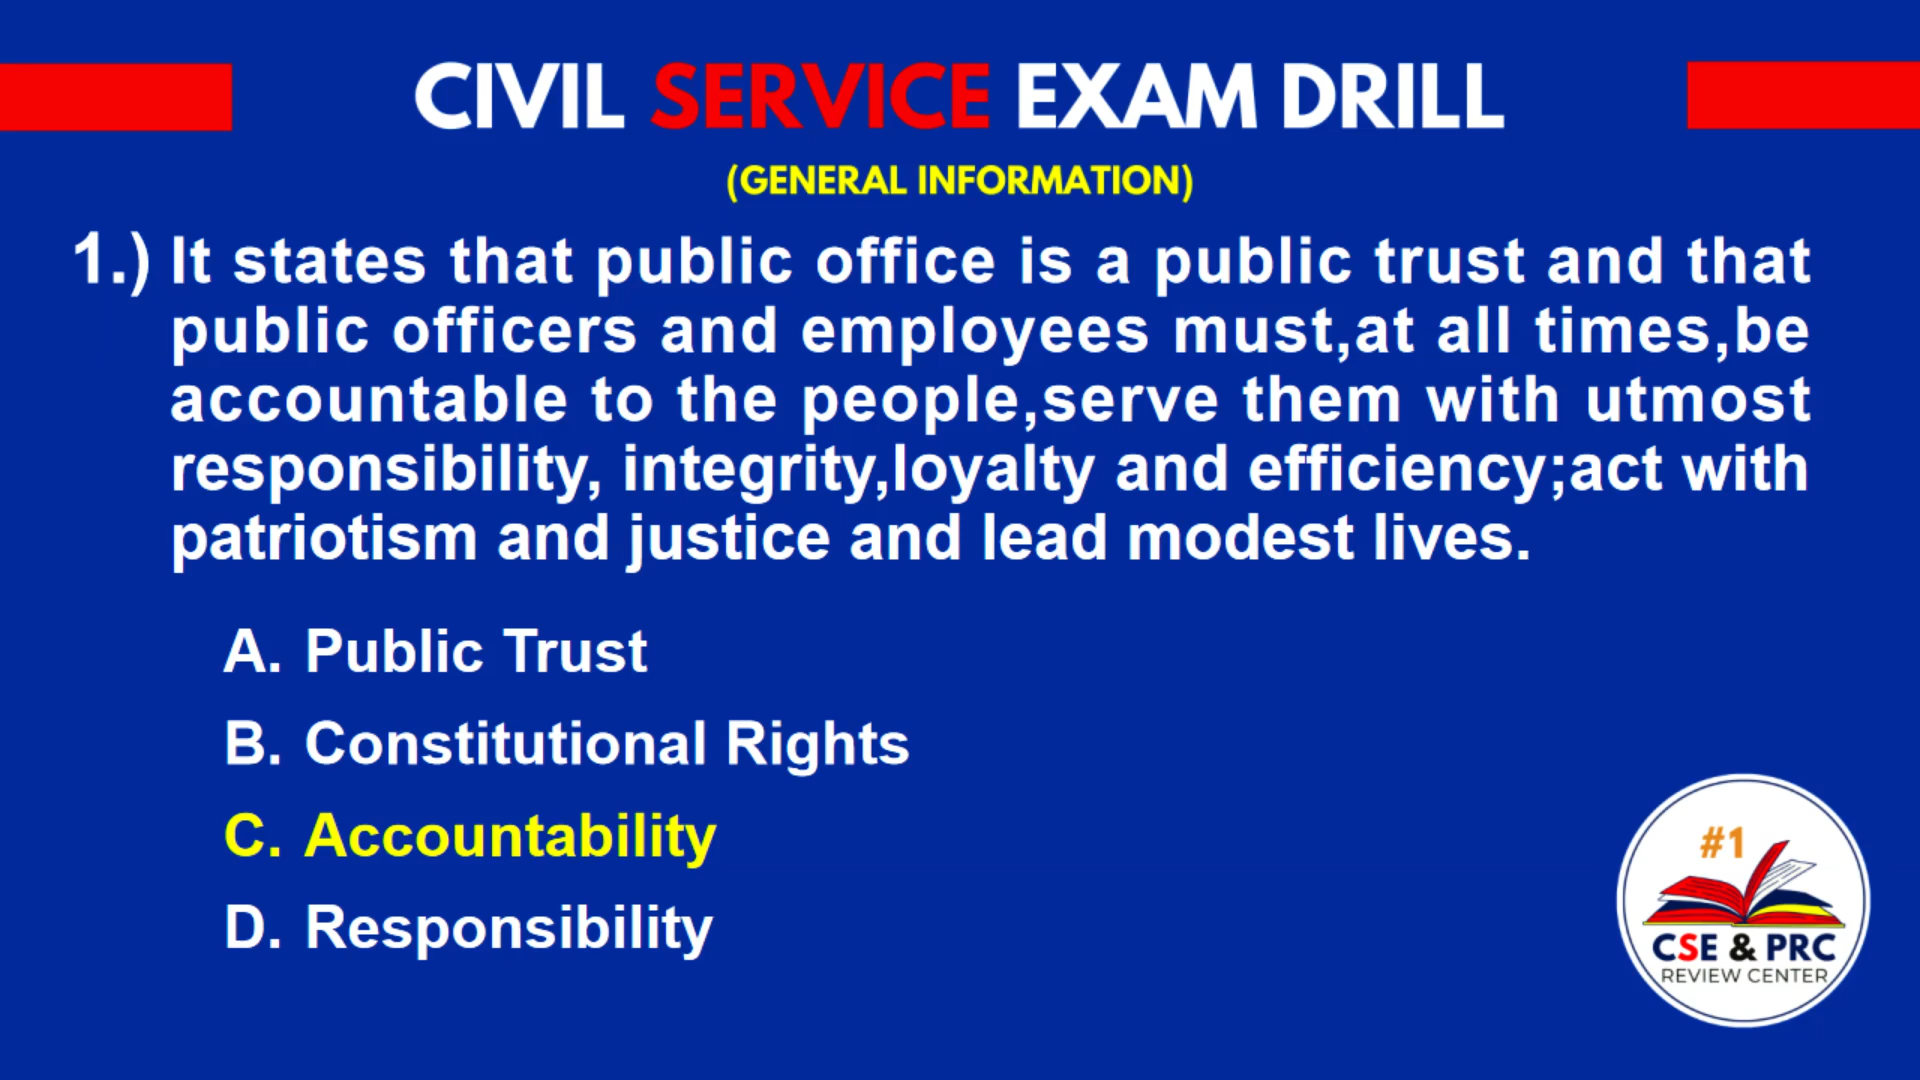 CIVIL SERVICE EXAM DRILL
(GENERAL INFORMATION)
1.) It states that public office is a public trust and that
public officers and employees must,at all times,be
accountable to the people,serve them with utmost
responsibility, integrity,loyalty and efficiency;act with
patriotism and justice and lead modest lives.
A. Public Trust
B. Constitutional Rights
C. Accountability
D. Responsibility
#1
CSE & PRC
REVIEW CENTER